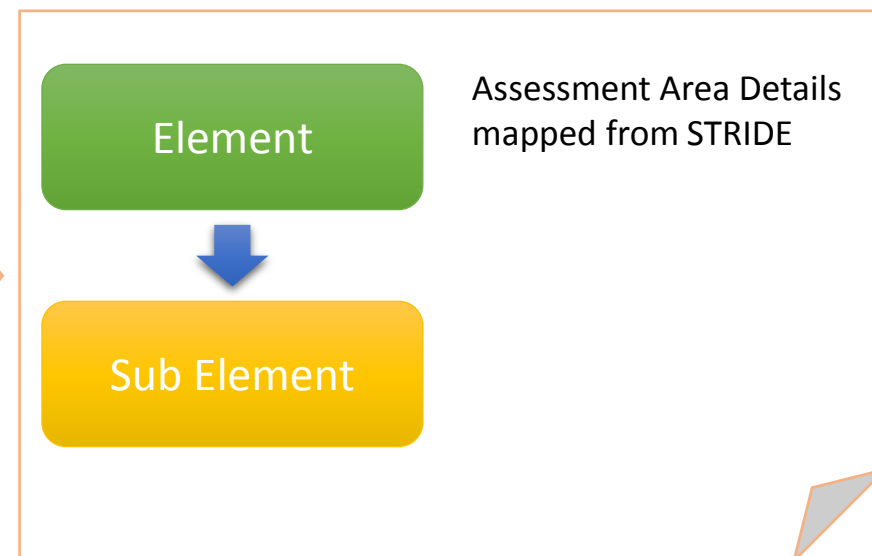 Element
Assessment Area Details
mapped from STRIDE
Sub Element